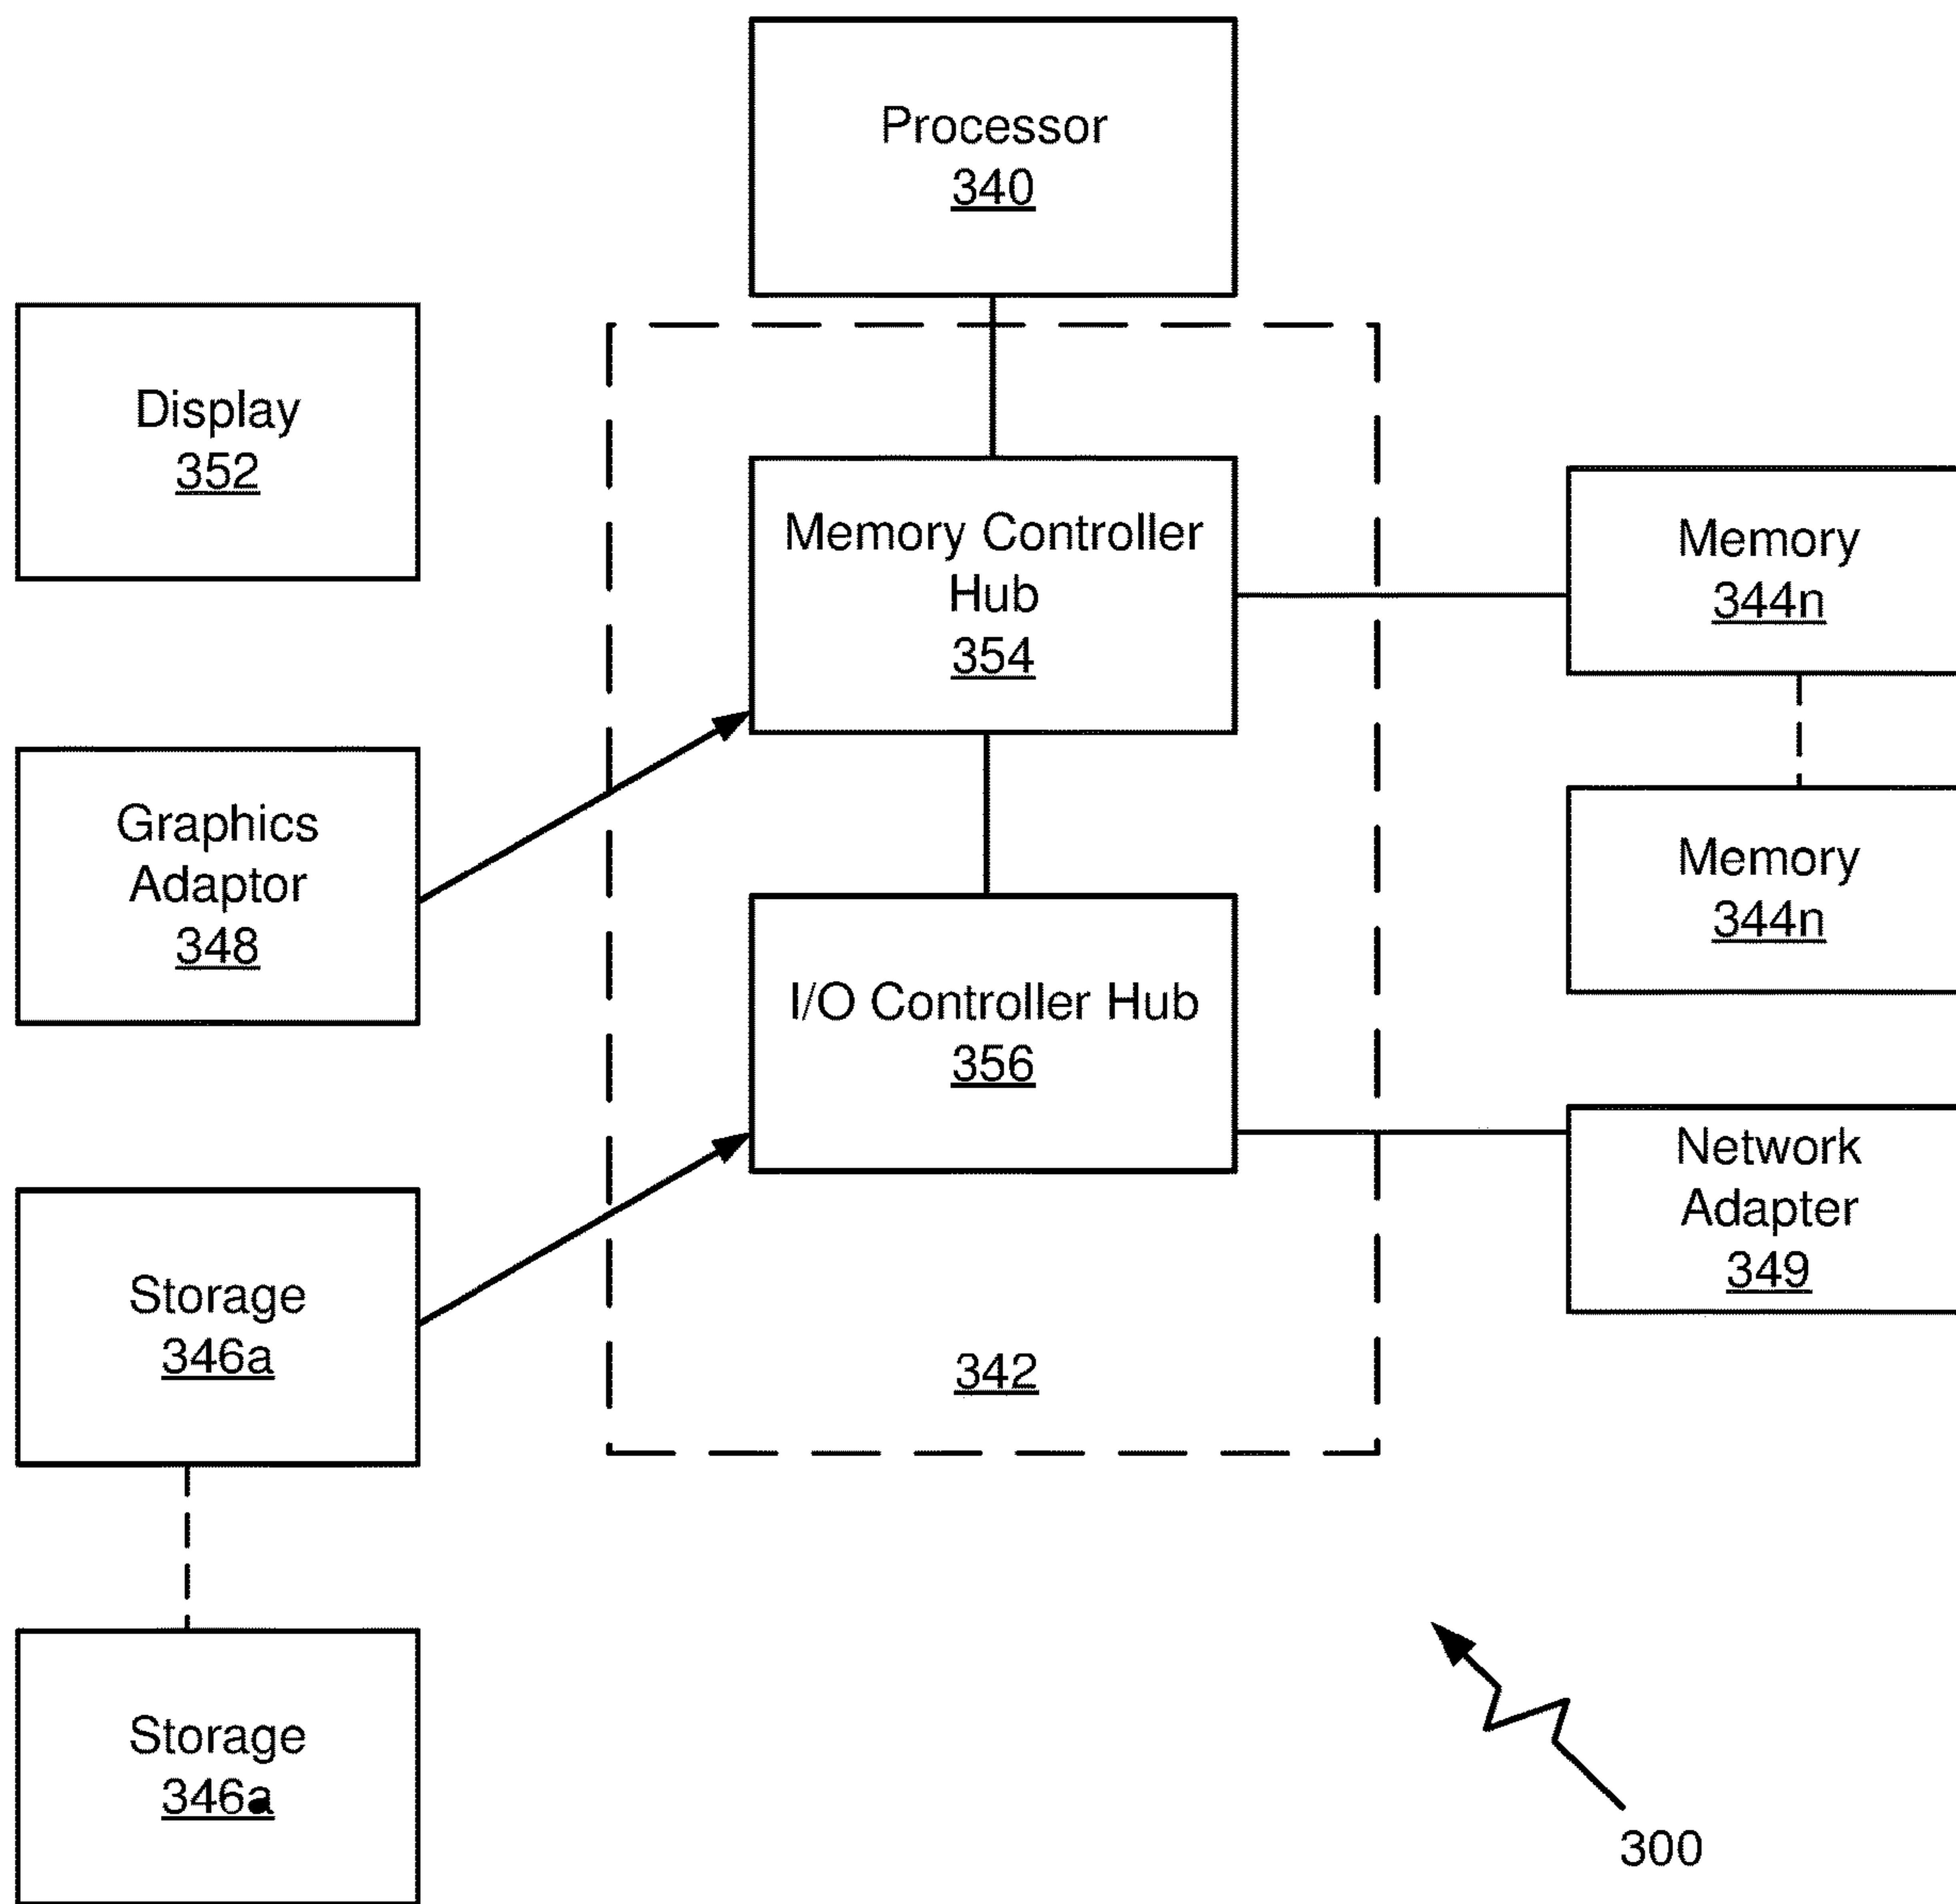 Processor
340
Display
352
Memory Controller
Hub
354
Memory
344n
Graphics
Adaptor
348
Memory
344n
I/O Controller Hub
356
Network
Adapter
349
Storage
346a
342
Storage
346a
300